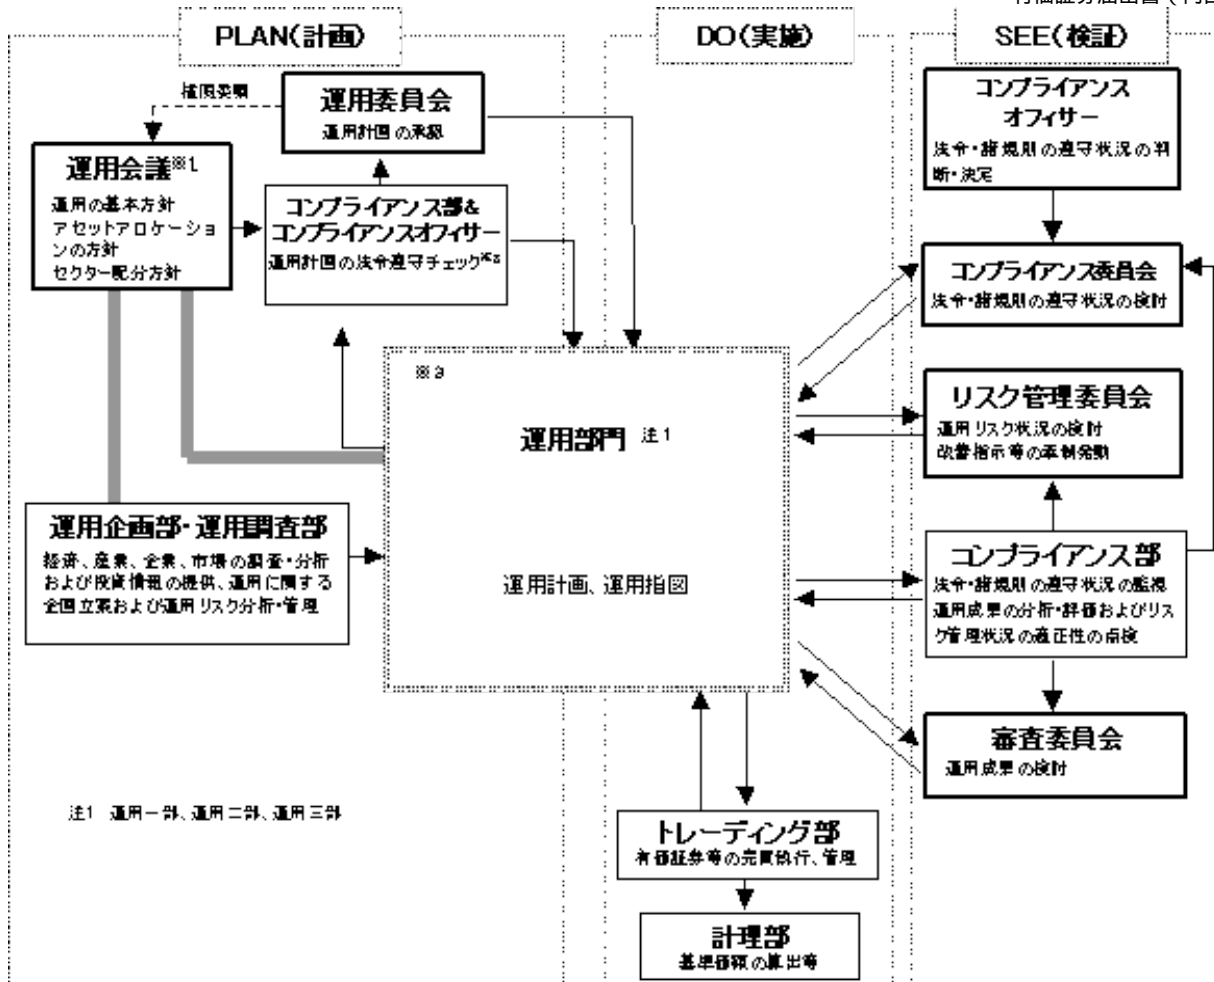 PLAN(計画)
DO(実施)
SEE(検証)
権限委嘱
運用委員会
運用計画の承認
運用会議※1
運用の基本方針
アセットアロケーショ
ンの方針
セクター配分方針
コンプライアンス部&
コンプライアンスオフィサー
運用計画の法令遵守チェック※2
コンプライアンス
オフィサー
法令・諸規則の遵守状況の判
断・決定
コンプライアンス委員会
法令・諸規則の遵守状況の検討
※3
運用部門 注1
運用計画、運用指図
リスク管理委員会
運用リスク状況の検討
改善指示等の牽制発動
運用企画部・運用調査部
経済、産業、企業、市場の調査・分析
および投資情報の提供、運用に関する
企画立案および運用リスク分析・管理
コンプライアンス部
法令・諸規則の遵守状況の監視
運用成果の分析・評価およびリス
ク管理状況の適正性の点検
審査委員会
運用成果の検討
注1 運用一部、運用二部、運用三部
トレーディング部
有価証券等の売買執行、管理
計理部
基準価額の算出等